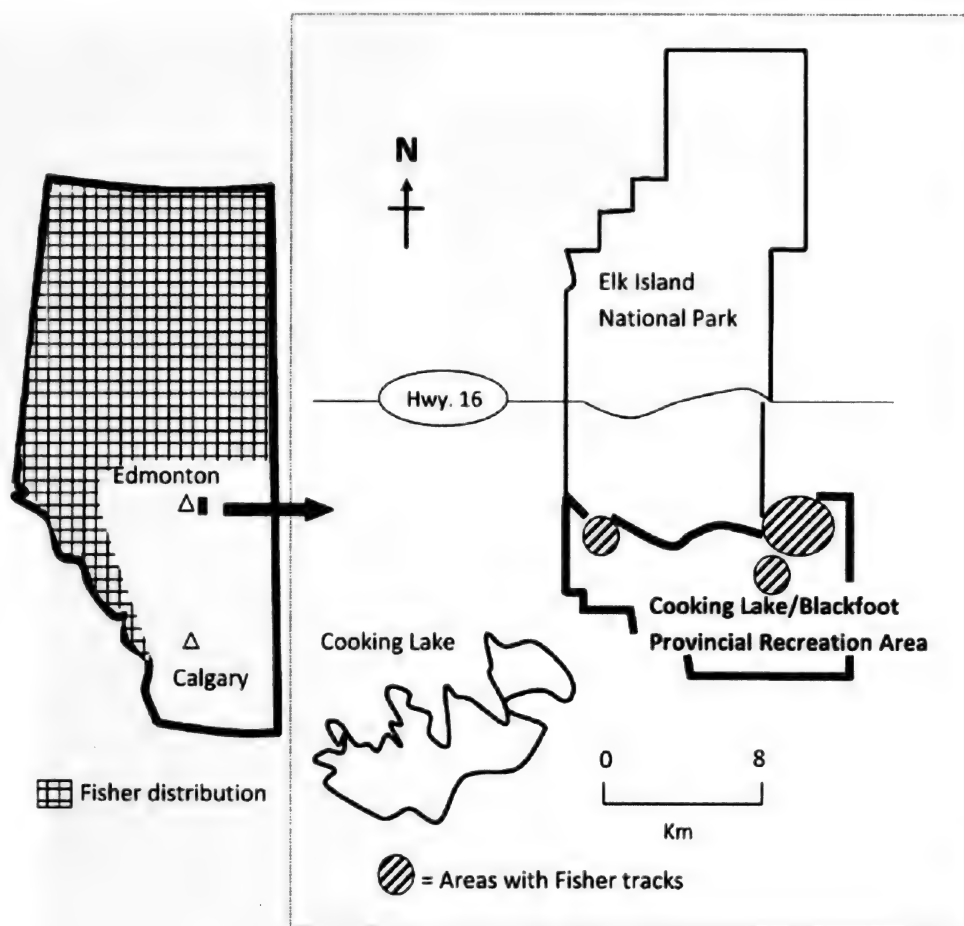 N
Elk Island
National Park
Hwy. 16
Edmonton
Cooking Lake/Blackfoot
Provincial Recreation Area
Cooking Lake
Calgary
0 8
Km
Fisher distribution
= Areas with Fisher tracks